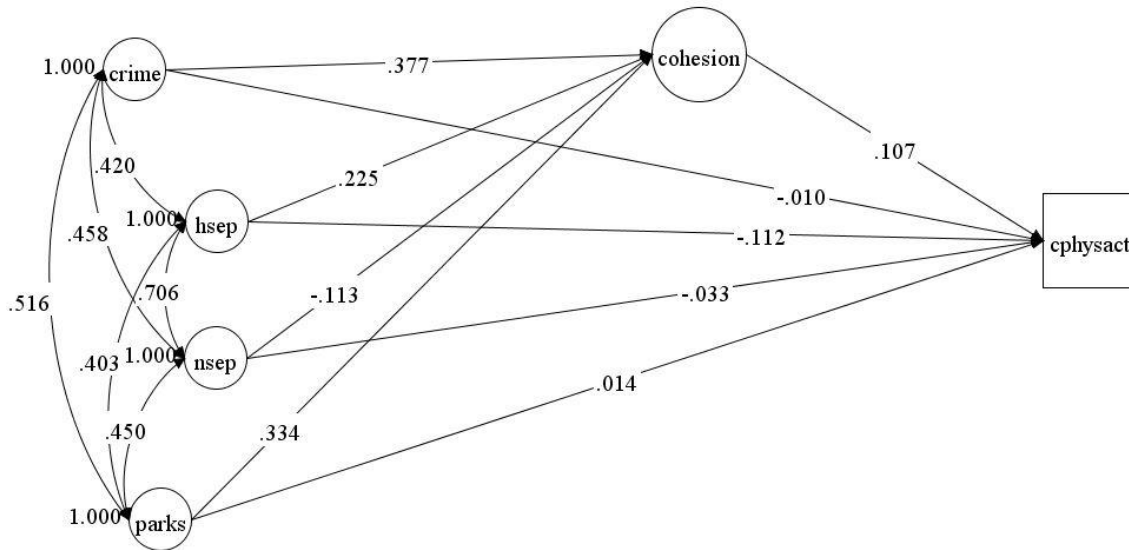 1.000 crime
cohesion
.377
.420
.107
1.000 hsep
.225
-.010
.458
-.112
cphysact
.706
-.113
-.033
.516
.403
1.000 nsep
.014
.450
.334
1.000 parks